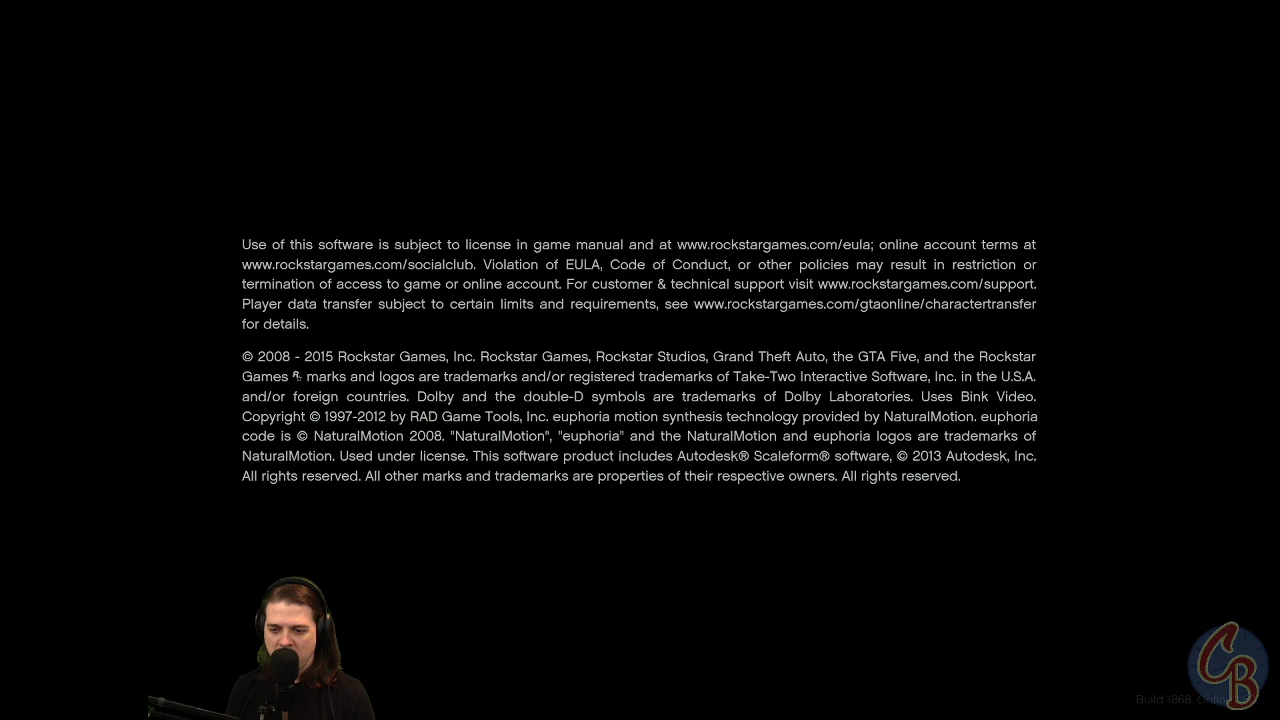 Use of this software is subject to license in game manual and at www.rockstargames.com/eula; online account terms at
www.rockstargames.com/socialclub. Violation of EULA, Code of Conduct, or other policies may result in restriction or
termination of access to game or online account. For customer & technical support visit www.rockstargames.com/support.
Player data transfer subject to certain limits and requirements, see www.rockstargames.com/gtaonline/charactertransfer
for details.
© 2008 - 2015 Rockstar Games, Inc. Rockstar Games, Rockstar Studios, Grand Theft Auto, the GTA Five, and the Rockstar
Games R* marks and logos are trademarks and/or registered trademarks of Take-Two Interactive Software, Inc. in the U.S.A.
and/or foreign countries. Dolby and the double-D symbols are trademarks of Dolby Laboratories. Uses Bink Video.
Copyright © 1997-2012 by RAD Game Tools, Inc. euphoria motion synthesis technology provided by NaturalMotion. euphoria
code is © NaturalMotion 2008. "NaturalMotion", "euphoria" and the NaturalMotion and euphoria logos are trademarks of
NaturalMotion. Used under license. This software product includes Autodesk® Scaleform® software, © 2013 Autodesk, Inc.
All rights reserved. All other marks and trademarks are properties of their respective owners. All rights reserved.
CB
Build 1868,